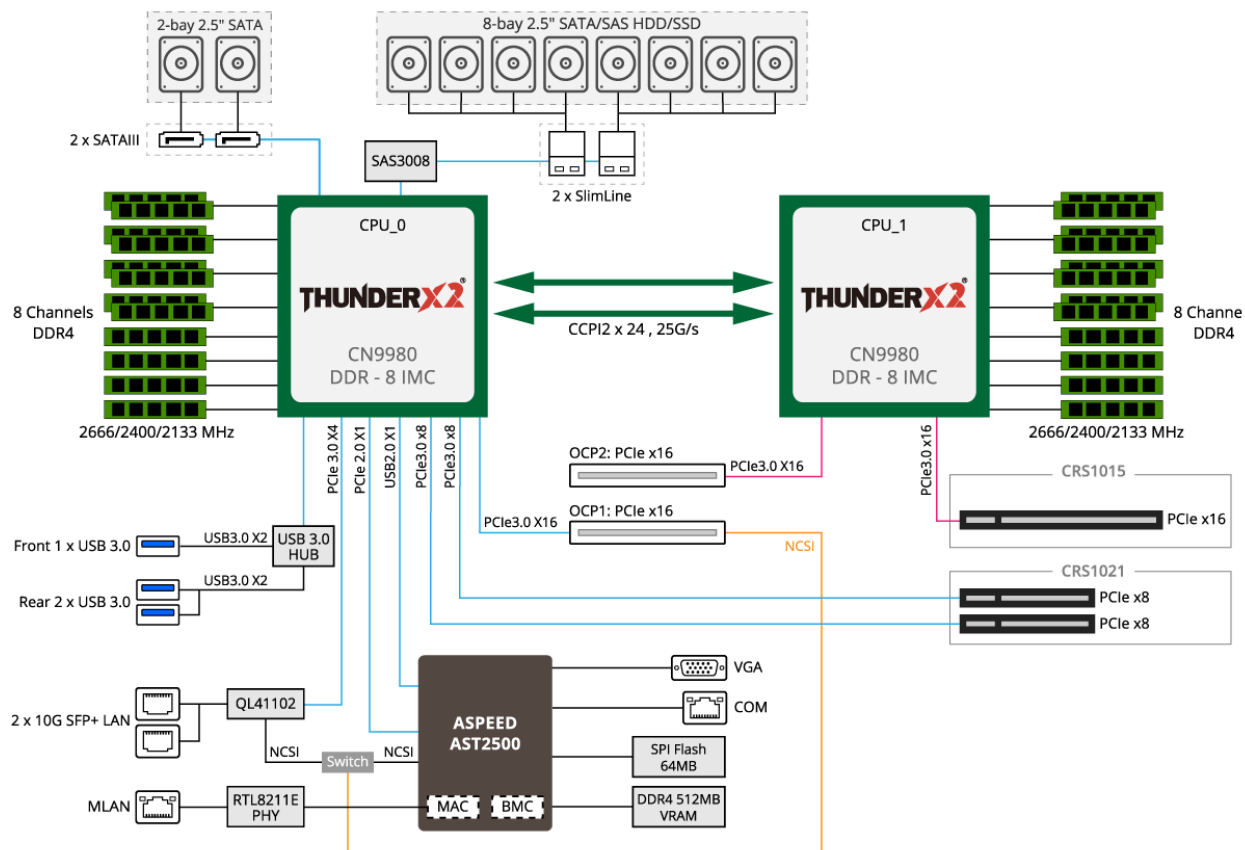 2-bay 2.5" SATA
8-bay 2.5" SATA/SAS HDD/SSD
2 x SATAIII
SAS3008
2 x SlimLine
CPU_0
THUNDERX2®
CN9980
DDR - 8 IMC
CPU_1
THUNDERX2®
CN9980
DDR - 8 IMC
CCPI2 x 24 , 25G/s
8 Channels
DDR4
8 Channe
DDR4
2666/2400/2133 MHz
2666/2400/2133 MHz
PCIe 3.0 X4
PCIe 2.0 X1
USB2.0 X1
PCIe3.0 x8
PCIe3.0 x8
OCP2: PCIe x16
PCIe3.0 X16
PCIe3.0 x16
CRS1015
PCIe x16
PCIe3.0 X16
OCP1: PCIe x16
NCSI
CRS1021
PCIe x8
PCIe x8
Front 1 x USB 3.0
USB3.0 X2
USB 3.0
HUB
Rear 2 x USB 3.0
USB3.0 X2
2 x 10G SFP+ LAN
QL41102
NCSI
Switch
NCSI
ASPEED
AST2500
VGA
COM
SPI Flash
64MB
MLAN
RTL8211E
PHY
MAC
BMC
DDR4 512MB
VRAM